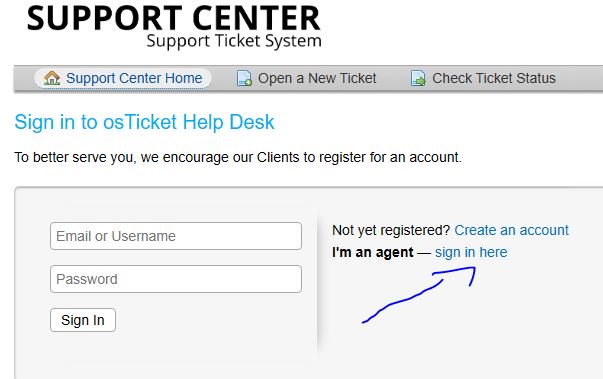 SUPPORT CENTER
Support Ticket System
Support Center Home Open a New Ticket Check Ticket Status
Sign in to osTicket Help Desk
To better serve you, we encourage our Clients to register for an account.
Email or Username
Password
Sign In
Not yet registered? Create an account
I'm an agent — sign in here